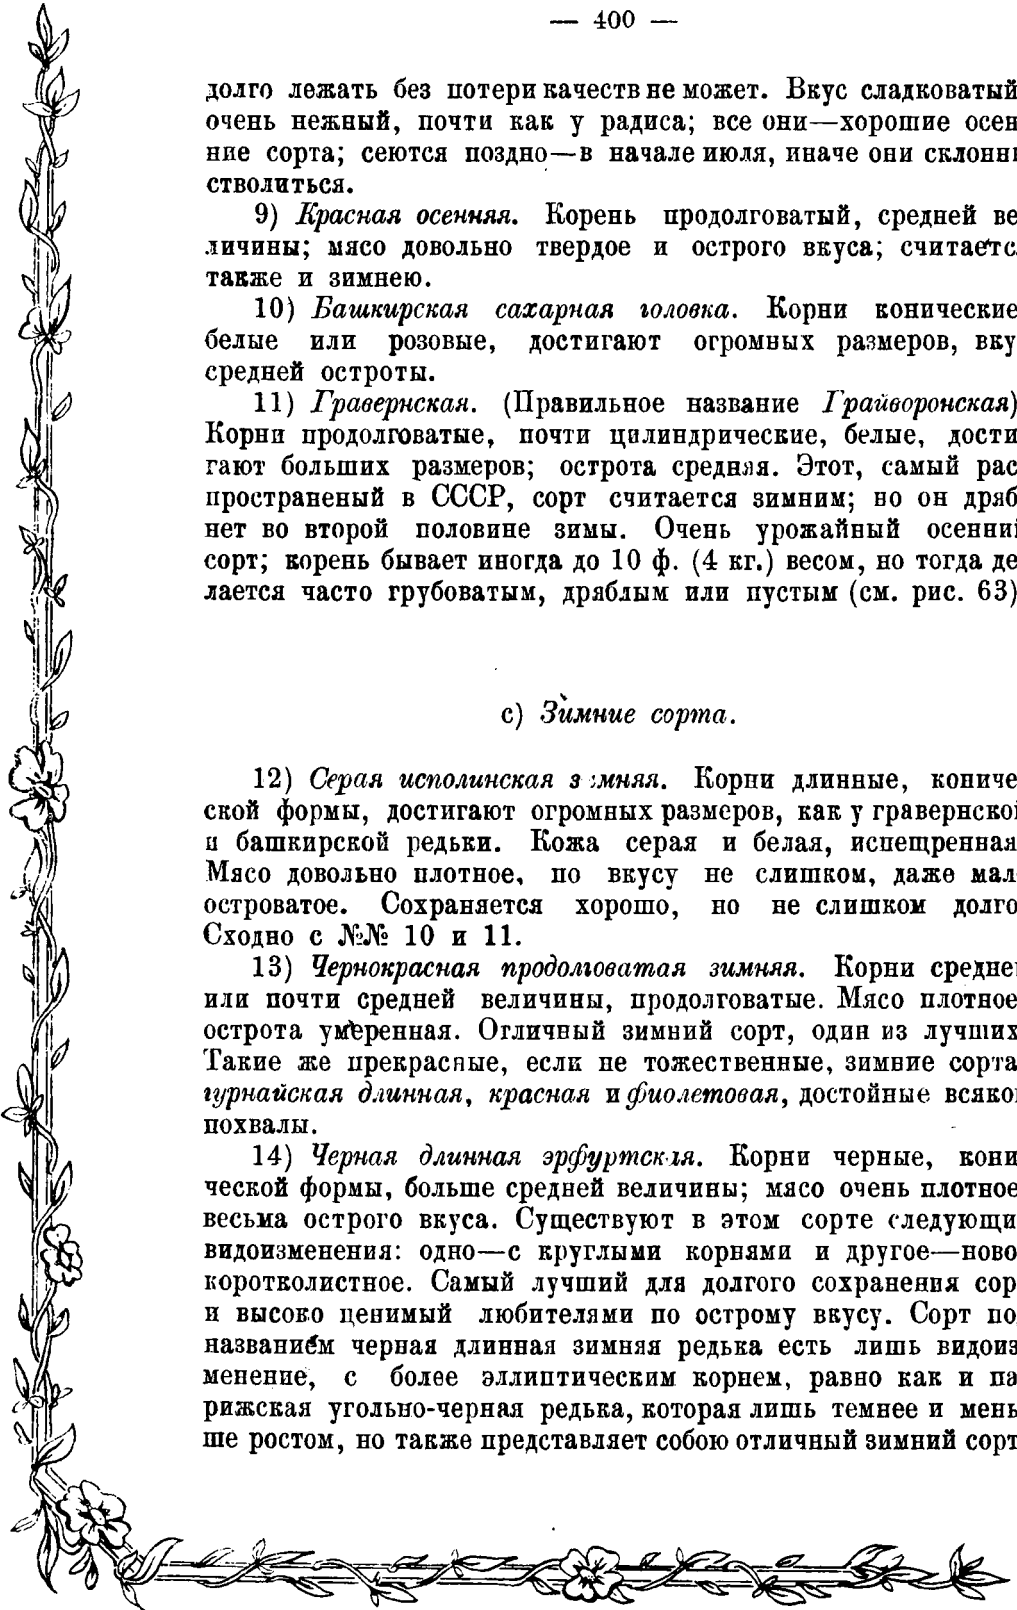 — 400 —
долго лежать без потери качеств не может. Вкус сладковатый
очень нежный, почти как у радиса; все они—хорошие осен
ние сорта; сеются поздно—в начале июля, иначе они склонн
стволиться.
9) Красная осенняя. Корень продолговатый, средней ве
личины; мясо довольно твердое и острого вкуса; считаетс
также и зимнею.
10) Башкирская сахарная головка. Корни конические
белые или розовые, достигают огромных размеров, вку
средней остроты.
11) Гравернская. (Правильное название Грайворонская)
Корни продолговатые, почти цилиндрические, белые, дости
гают больших размеров; острота средняя. Этот, самый рас
пространеный в СССР, сорт считается зимним; но он дряб
нет во второй половине зимы. Очень урожайный осенни
сорт; корень бывает иногда до 10 ф. (4 кг.) весом, но тогда де
лается часто грубоватым, дряблым или пустым (см. рис. 63)
с) Зимние сорта.
12) Серая исполинская з мняя. Корни длинные, кониче
ской формы, достигают огромных размеров, как у гравернско
и башкирской редьки. Кожа серая и белая, испещренная
Мясо довольно плотное, по вкусу не слишком, даже мал
островатое. Сохраняется хорошо, но не слишком долго
Сходно с №№ 10 и 11.
13) Чернокрасная продолговатая зимняя. Корни средне
или почти средней величины, продолговатые. Мясо плотное
острота умеренная. Отличный зимний сорт, один из лучших
Такие же прекрасные, если не тожественные, зимние сорта
гурнайская длинная, красная и фиолетовая, достойные всяко
похвалы.
14) Черная длинная эрфуртская. Корни черные, кони
ческой формы, больше средней величины; мясо очень плотное
весьма острого вкуса. Существуют в этом сорте следующи
видоизменения: одно—с круглыми корнями и другое—ново
коротколистное. Самый лучший для долгого сохранения сор
и высоко ценимый любителями по острому вкусу. Сорт по
названием черная длинная зимняя редька есть лишь видоиз
менение, с более эллиптическим корнем, равно как и па
рижская угольно-черная редька, которая лишь темнее и мень
ше ростом, но также представляет собою отличный зимний сорт